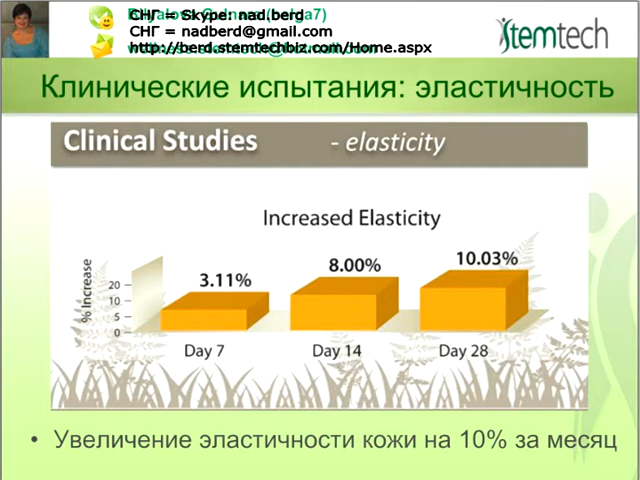 СНГ = Skype: nad.berg
СНГ = nadberd@gmail.com
http://berd.stemtechbiz.com/Home.aspx
stemtech
Клинические испытания: эластичность
Clinical Studies - elasticity
Increased Elasticity
% Increase
20
10
5
0
3.11%
8.00%
10.03%
Day 7
Day 14
Day 28
• Увеличение эластичности кожи на 10% за месяц